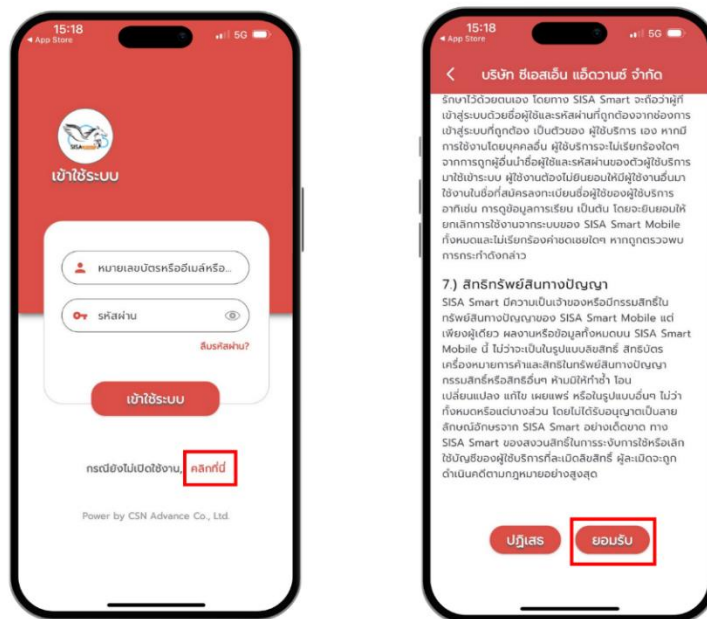 15:18
App Store
5G
SISA
เข้าใช้ระบบ
หมายเลขบัตรหรืออีเมล์หรือ...
รหัสผ่าน
ลืมรหัสผ่าน?
เข้าใช้ระบบ
กรณียังไม่เปิดใช้งาน, คลิกที่นี่
Power by CSN Advance Co., Ltd.
15:18
App Store
5G
บริษัท ซีเอสเอ็น แอ็ดวานซ์ จำกัด
รักษาไว้ด้วยตนเอง โดยทาง SISA Smart จะถือว่าผู้ที่
เข้าสู่ระบบด้วยชื่อผู้ใช้และรหัสผ่านที่ถูกต้องจากช่องการ
เข้าสู่ระบบที่ถูกต้อง เป็นตัวของ ผู้ใช้บริการ เอง หากมี
การใช้งานโดยบุคคลอื่น ผู้ใช้บริการจะไม่เรียกร้องใดๆ
จากการถูกผู้อื่นนำชื่อผู้ใช้และรหัสผ่านของตัวผู้ใช้บริการ
มาใช้เข้าระบบ ผู้ใช้งานต้องไม่ยินยอมให้มีผู้ใช้งานอื่นมา
ใช้งานในชื่อที่สมัครลงทะเบียนชื่อผู้ใช้ของผู้ใช้บริการ
อาทิเช่น การดูข้อมูลการเรียน เป็นต้น โดยจะยินยอมให้
ยกเลิกการใช้งานจากระบบของ SISA Smart Mobile
ทั้งหมดและไม่เรียกร้องค่าชดเชยใดๆ หากถูกตรวจพบ
การกระทำดังกล่าว
7.) สิทธิทรัพย์สินทางปัญญา
SISA Smart มีความเป็นเจ้าของหรือมีกรรมสิทธิ์ใน
ทรัพย์สินทางปัญญาของ SISA Smart Mobile แต่
เพียงผู้เดียว ผลงานหรือข้อมูลทั้งหมดบน SISA Smart
Mobile นี้ ไม่ว่าจะเป็นในรูปแบบลิขสิทธิ์ สิทธิบัตร
เครื่องหมายการค้าและสิทธิในทรัพย์สินทางปัญญา
กรรมสิทธิ์หรือสิทธิอื่นๆ ห้ามมิให้ทำซ้ำ โอน
เปลี่ยนแปลง แก้ไข เผยแพร่ หรือในรูปแบบอื่นๆ ไม่ว่า
ทั้งหมดหรือแต่บางส่วน โดยไม่ได้รับอนุญาตเป็นลาย
ลักษณ์อักษรจาก SISA Smart อย่างเด็ดขาด ทาง
SISA Smart ขอสงวนสิทธิ์ในการระงับการใช้หรือเลิก
ใช้บัญชีของผู้ใช้บริการที่ละเมิดลิขสิทธิ์ ผู้ละเมิดจะถูก
ดำเนินคดีตามกฎหมายอย่างสูงสุด
ปฏิเสธ
ยอมรับ